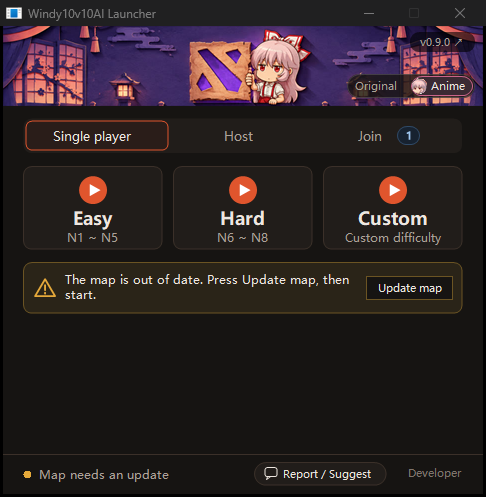 Windy10v10AI Launcher
v0.9.0 ↗
Original
Anime
Single player
Host
Join
1
Easy
N1 ~ N5
Hard
N6 ~ N8
Custom
Custom difficulty
The map is out of date. Press Update map, then
start.
Update map
Map needs an update
Report / Suggest
Developer